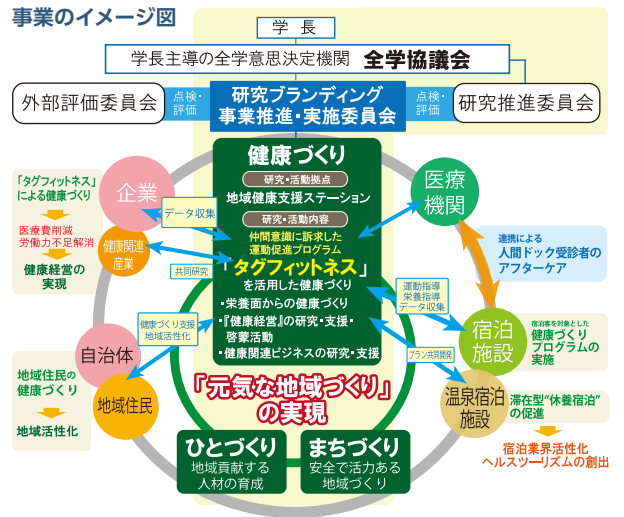 事業のイメージ図
学 長
学長主導の全学意思決定機関 全学協議会
外部評価委員会
点検・
評価
研究ブランディング
事業推進・実施委員会
点検・
評価
研究推進委員会
健康づくり
研究・活動拠点
地域健康支援ステーション
研究・活動内容
仲間意識に訴求した
運動促進プログラム
「タグフィットネス」
を活用した健康づくり
・栄養面からの健康づくり
・『健康経営』の研究・支援・
啓蒙活動
・健康関連ビジネスの研究・支援
「タグフィットネス」
による健康づくり
医療費削減
労働力不足解消
健康経営の
実現
企業
健康関連
産業
データ収集
共同研究
健康づくり支援
地域活性化
自治体
地域住民
地域住民の
健康づくり
地域活性化
医療
機関
連携による
人間ドック受診者の
アフターケア
運動指導
栄養指導
データ収集
宿泊
施設
宿泊客を対象とした
健康づくり
プログラムの
実施
プラン共同開発
温泉宿泊
施設
滞在型“休養宿泊”
の促進
宿泊業界活性化
ヘルスツーリズムの創出
「元気な地域づくり」
の実現
ひとづくり
地域貢献する
人材の育成
まちづくり
安全で活力ある
地域づくり